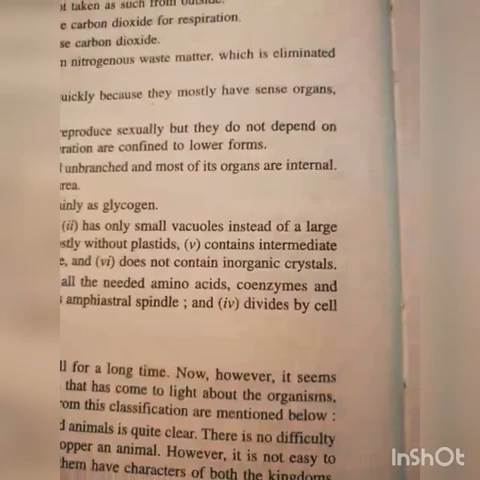 taken as such from outside.
e carbon dioxide for respiration.
se carbon dioxide.
n nitrogenous waste matter, which is eliminated
uickly because they mostly have sense organs,
reproduce sexually but they do not depend on
ration are confined to lower forms.
unbranched and most of its organs are internal.
rea.
ainly as glycogen.
(ii) has only small vacuoles instead of a large
stly without plastids, (v) contains intermediate
e, and (vi) does not contain inorganic crystals.
all the needed amino acids, coenzymes and
s amphiastral spindle ; and (iv) divides by cell
ll for a long time. Now, however, it seems
that has come to light about the organisms,
rom this classification are mentioned below :
d animals is quite clear. There is no difficulty
opper an animal. However, it is not easy to
them have characters of both the kingdoms
InShOt